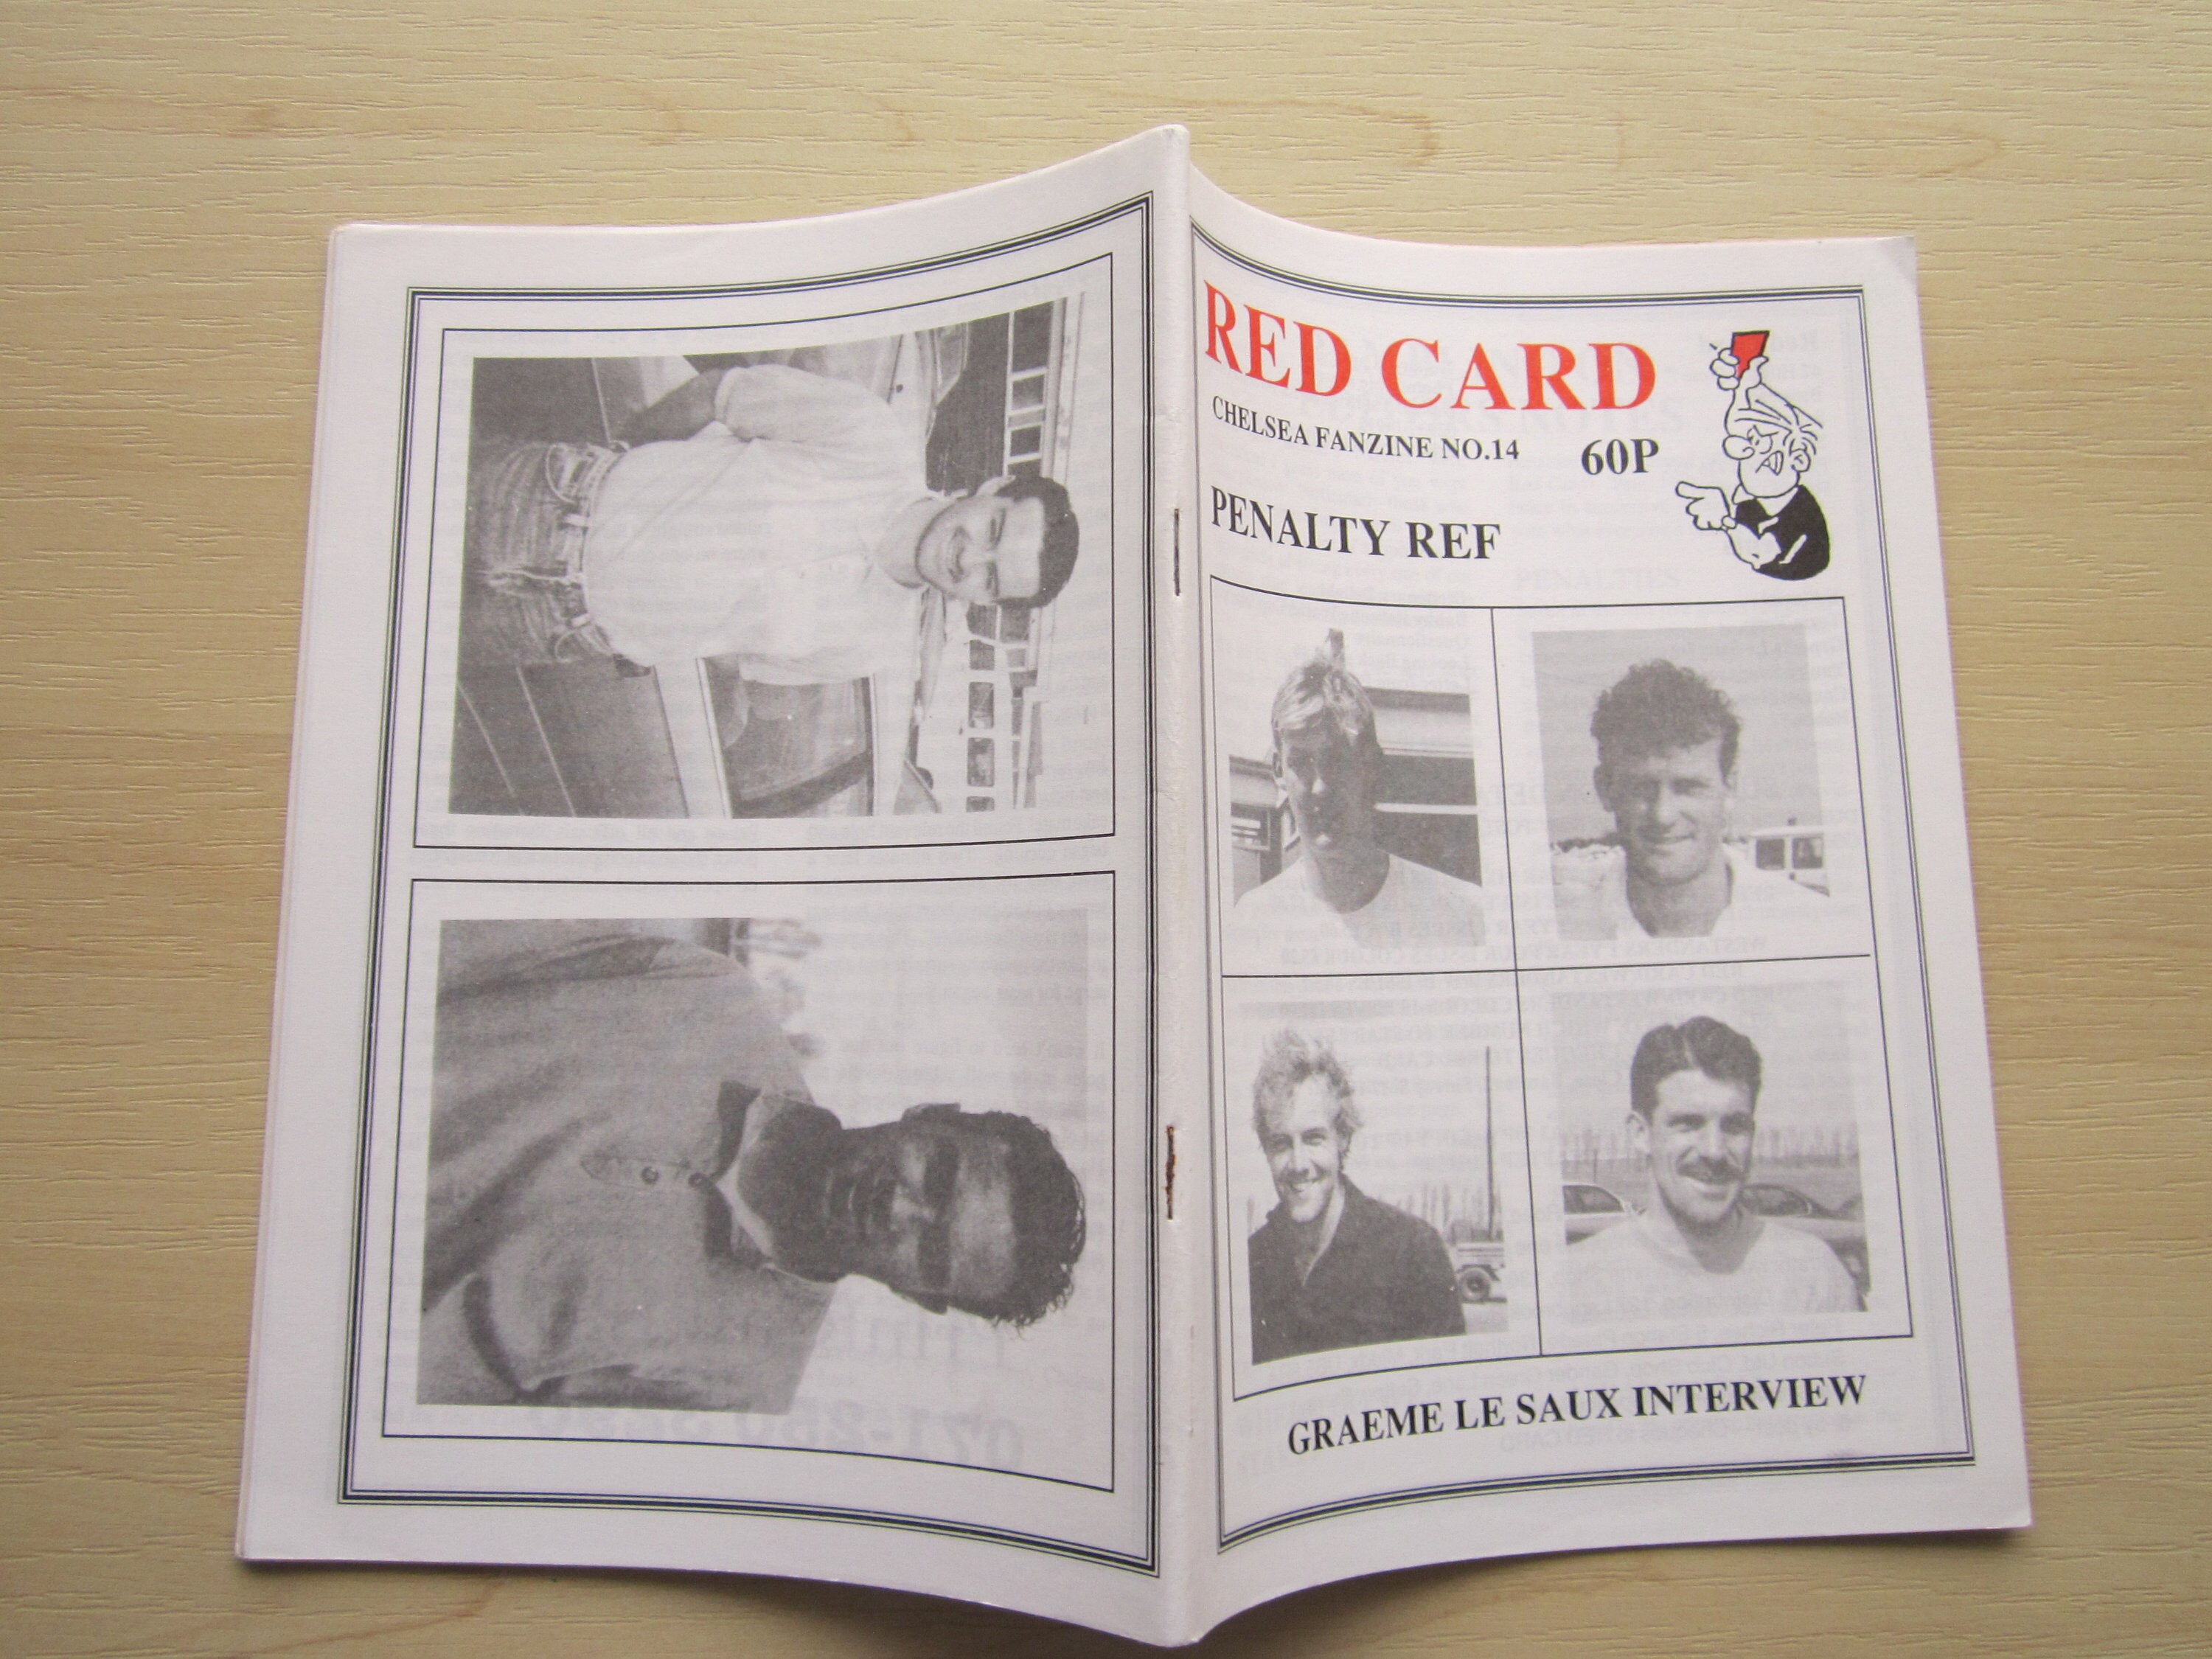 RED CARD
CHELSEA FANZINE NO.14
60P
PENALTY REF
GRAEME LE SAUX INTERVIEW